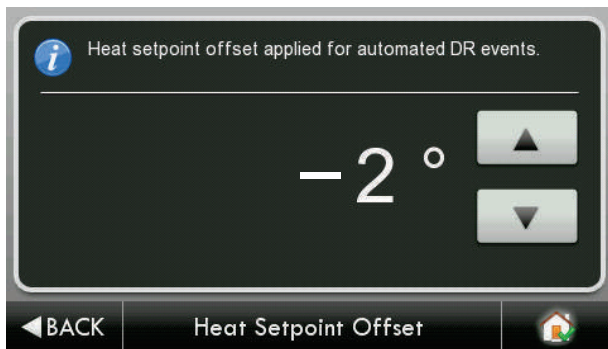 i Heat setpoint offset applied for automated DR events.
−2°
BACK Heat Setpoint Offset